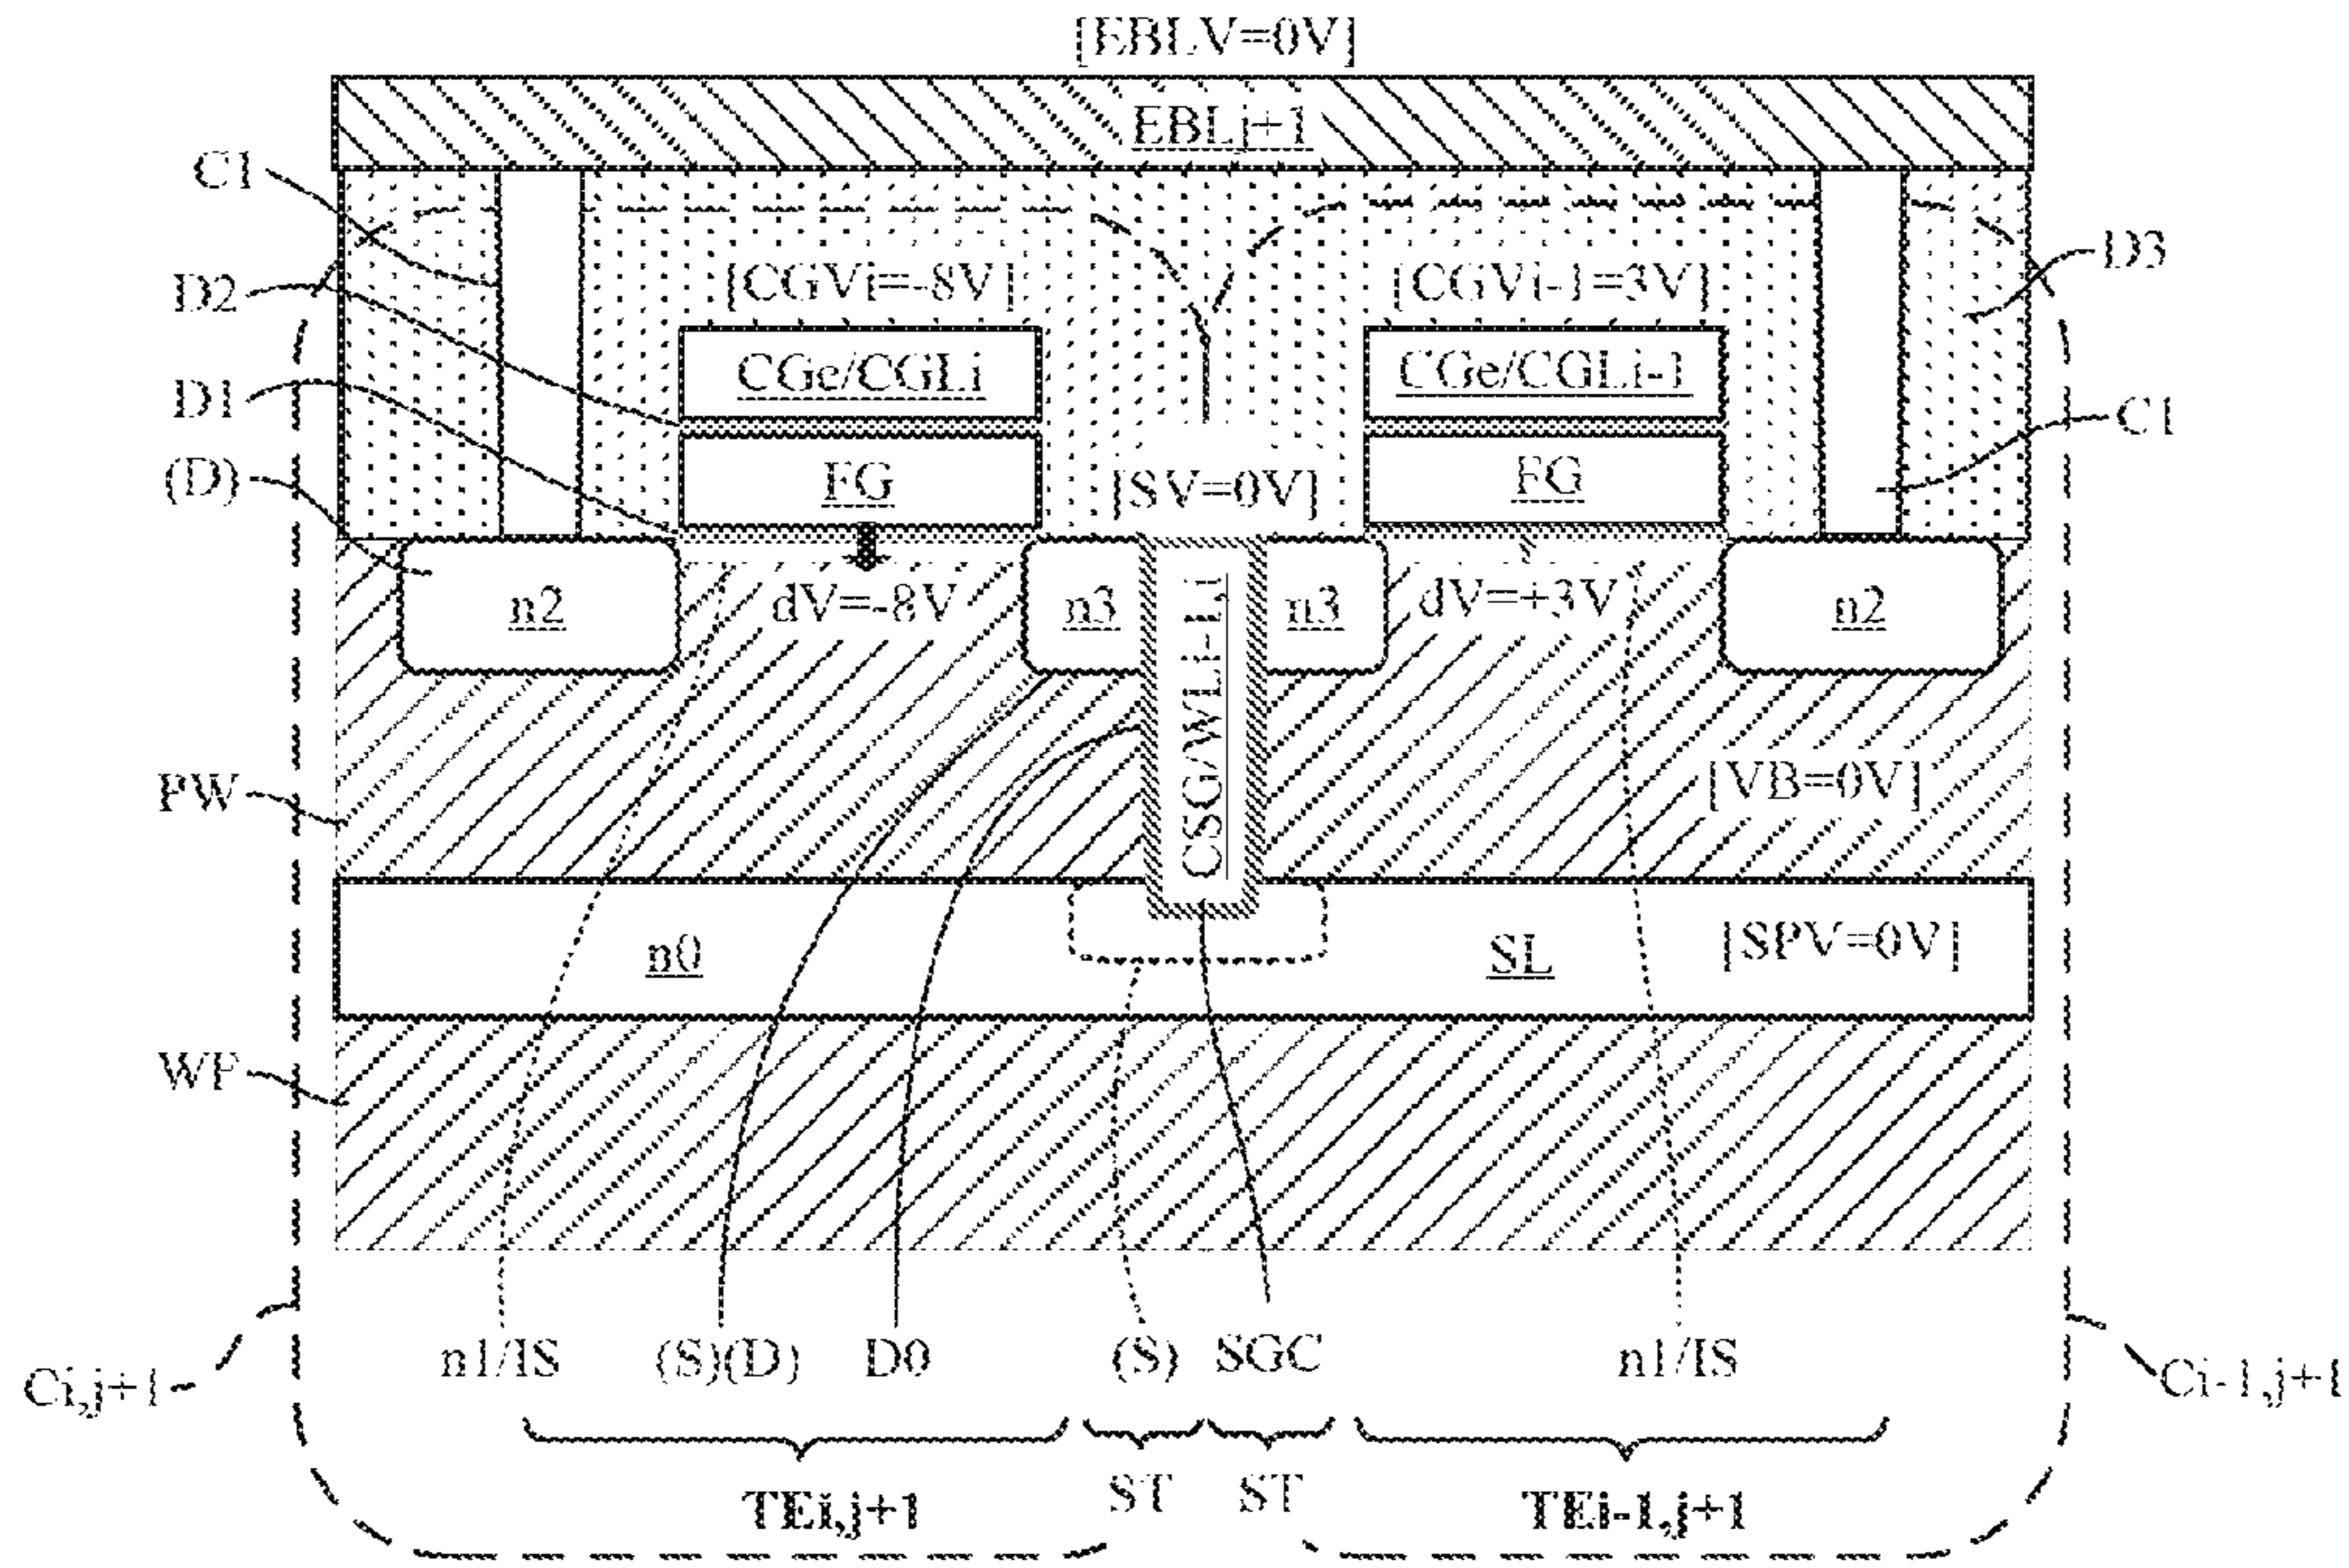 [EBLV=0V]
EBLj+1
C1
D2
D1
(D)
[CGVi=-8V]
[CGVi-1=3V]
D3
CGe/CGLi
CGe/CGLi-1
C1
FG
[SV=0V]
FG
n2
dV=-8V
n3
CSG/WLi-1,i
n3
dV=+3V
n2
PW
[VB=0V]
n0
SL
[SPV=0V]
WF
n1/IS
(S)(D)
D0
(S)
SGC
n1/IS
Ci,j+1
Ci-1,j+1
TEi,j+1
ST
ST
TEi-1,j+1